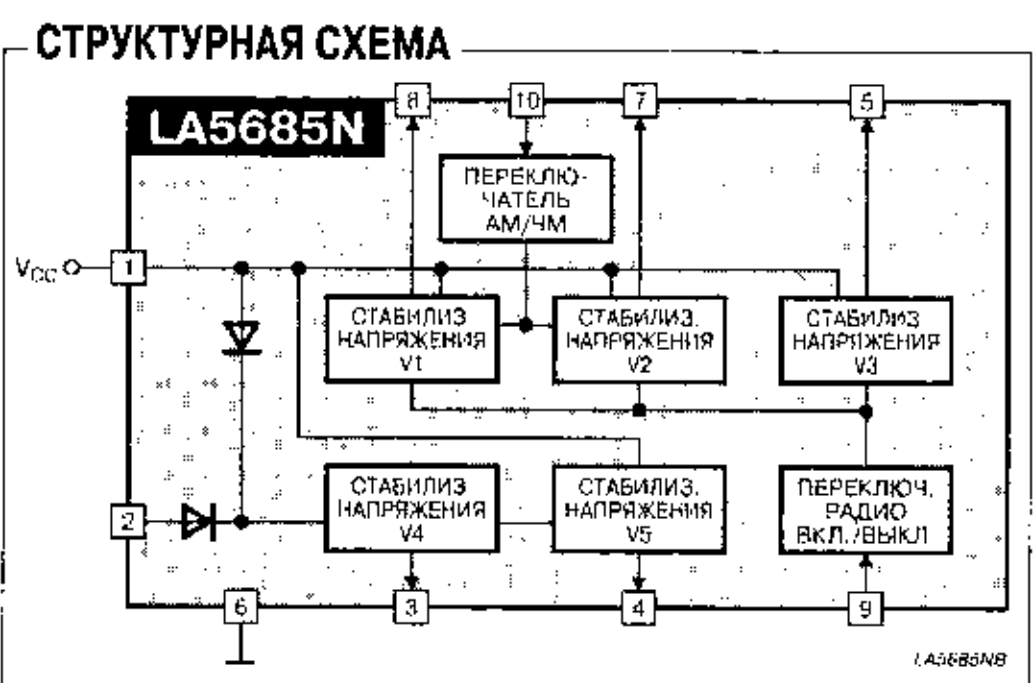 СТРУКТУРНАЯ СХЕМА
8
10
7
5
LA5685N
ПЕРЕКЛЮ-
ЧАТЕЛЬ
АМ/ЧМ
VCC
1
СТАБИЛИЗ
НАПРЯЖЕНИЯ
V1
СТАБИЛИЗ.
НАПРЯЖЕНИЯ
V2
СТАБИЛИЗ
НАПРЯЖЕНИЯ
V3
2
СТАБИЛИЗ
НАПРЯЖЕНИЯ
V4
СТАБИЛИЗ.
НАПРЯЖЕНИЯ
V5
ПЕРЕКЛЮЧ.
РАДИО
ВКЛ./ВЫКЛ
6
3
4
9
LA5685NB